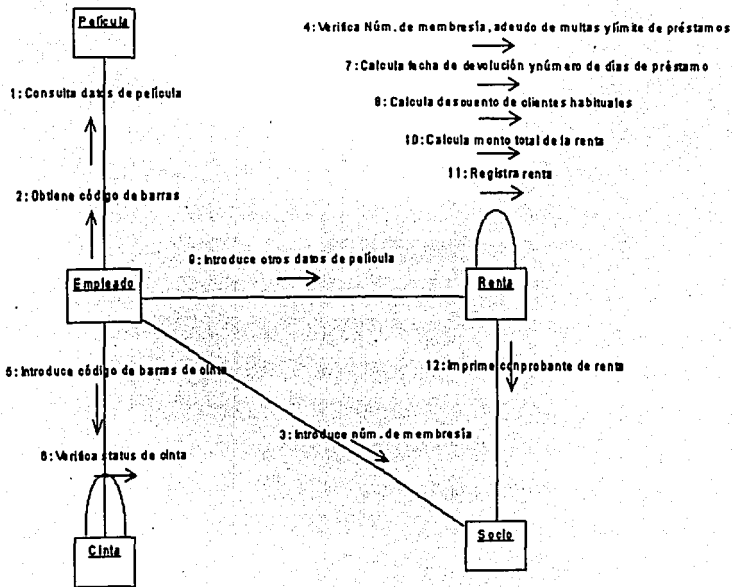 Película
4: Verifica Núm. de membresía, adeudo de multas y límite de préstamos
7: Calcula fecha de devolución y número de días de préstamo
1: Consulta datos de película
8: Calcula descuento de clientes habituales
10: Calcula monto total de la renta
11: Registra renta
2: Obtiene código de barras
9: Introduce otros datos de película
Empleado
Renta
5: Introduce código de barras de cinta
12: Imprime comprobante de renta
3: Introduce núm. de membresía
6: Verifica status de cinta
Cinta
Socio